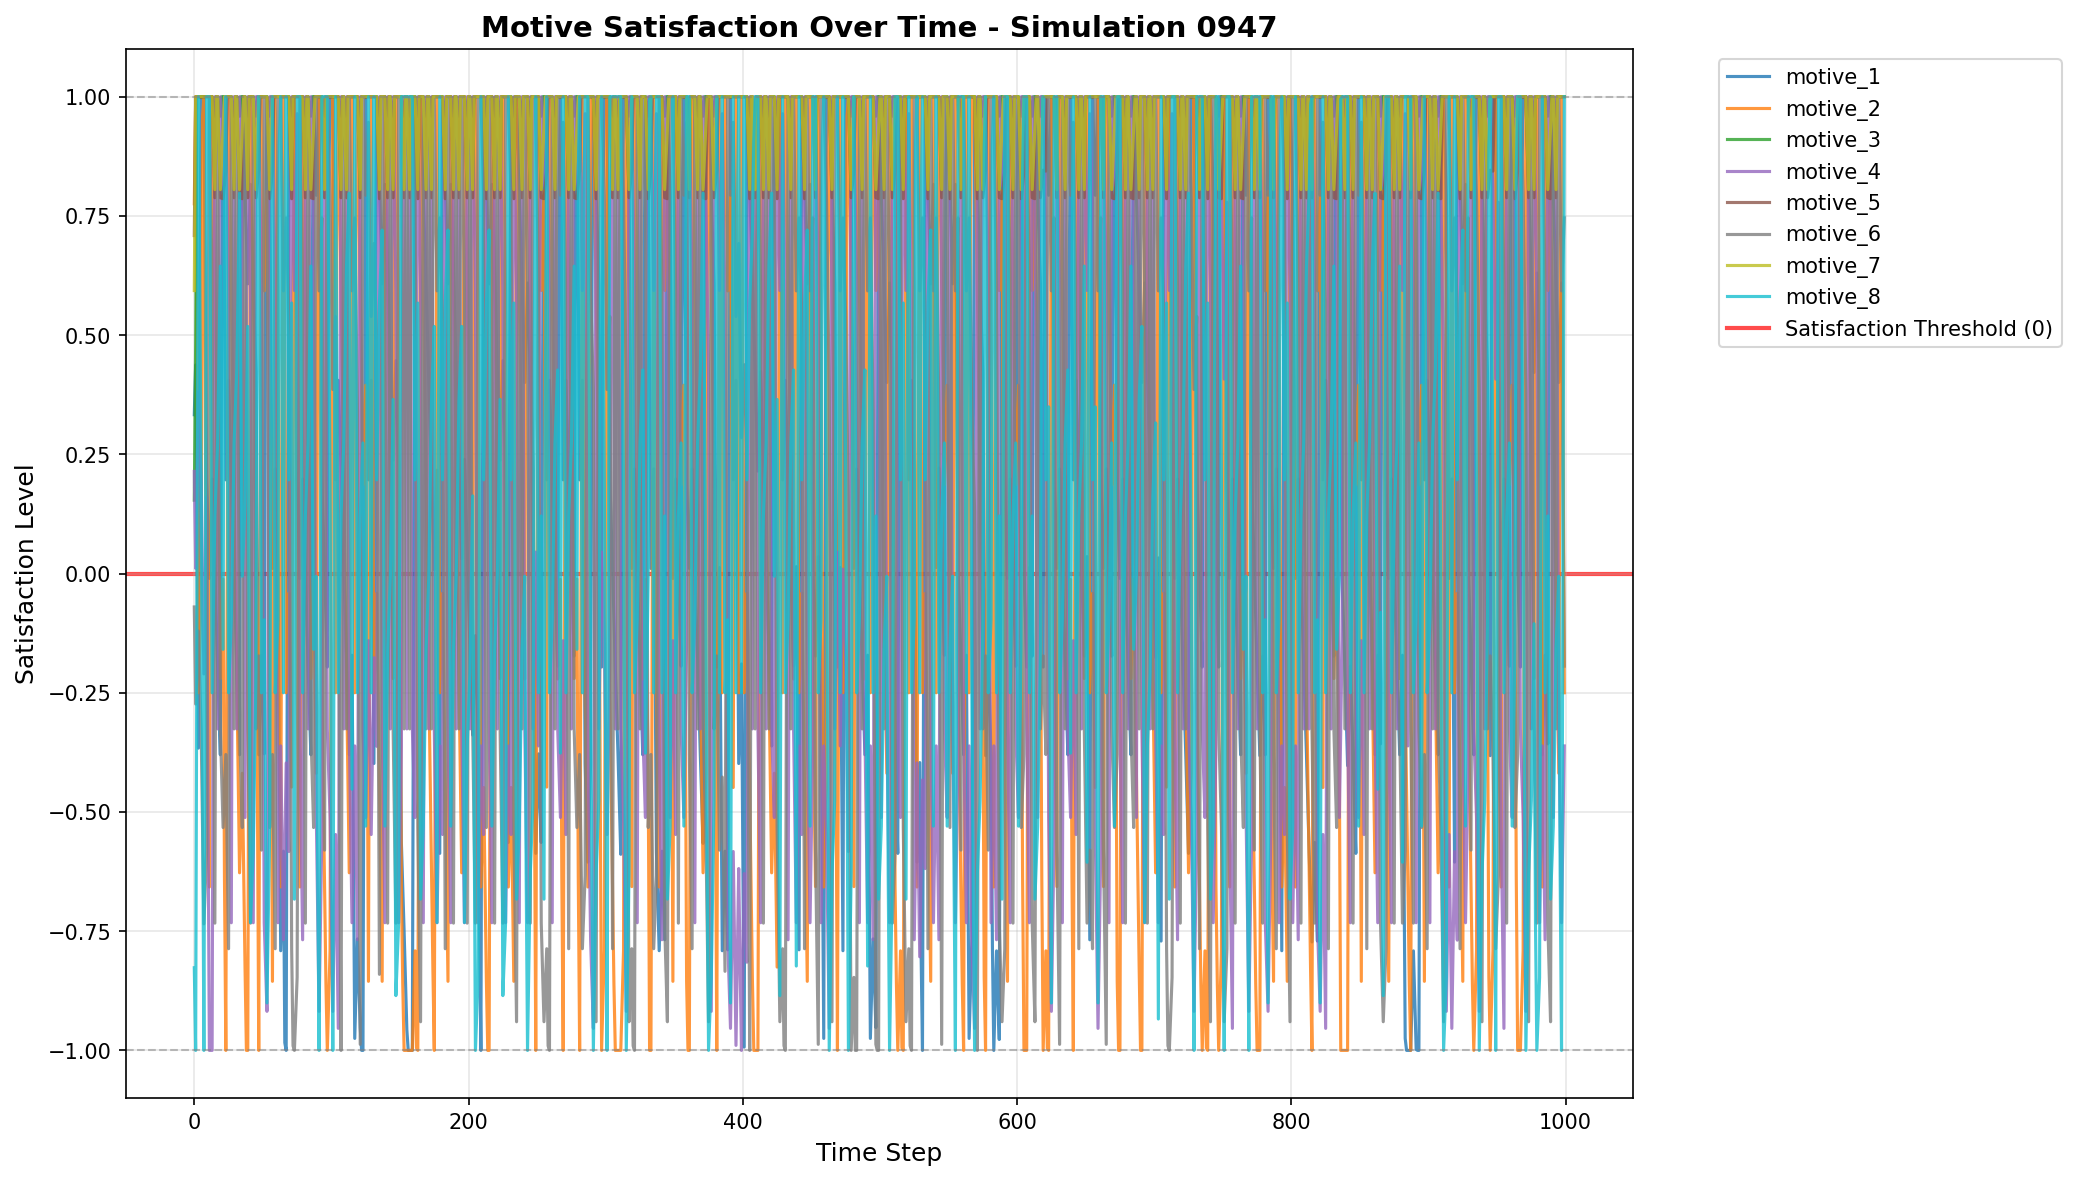 Motive Satisfaction Over Time - Simulation 0947
1.00
0.75
0.50
0.25
0.00
−0.25
−0.50
−0.75
−1.00
Satisfaction Level
0
200
400
600
800
1000
Time Step
motive_1
motive_2
motive_3
motive_4
motive_5
motive_6
motive_7
motive_8
Satisfaction Threshold (0)